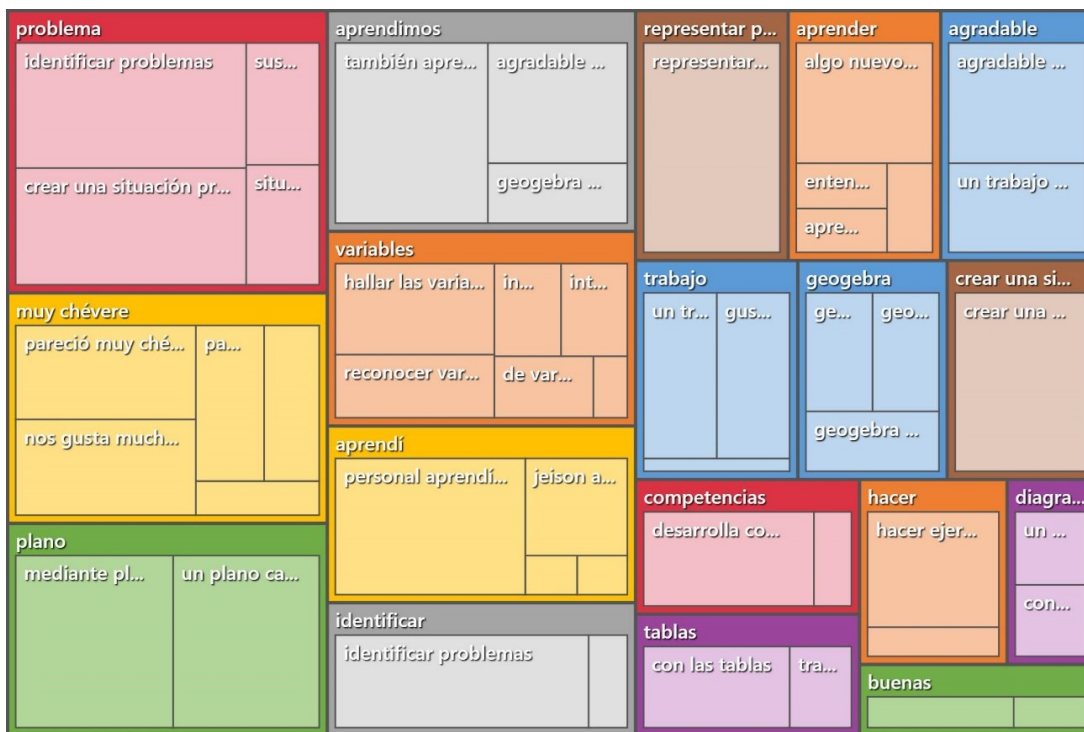 problema
identificar problemas
sus...
crear una situación pr...
situ...
muy chévere
pareció muy ché...
pa...
nos gusta much...
plano
mediante pl...
un plano ca...
aprendimos
también apre...
agradable ...
geogebra ...
variables
hallar las varia...
in...
int...
reconocer var...
de var...
aprendí
personal aprendí...
jeison a...
identificar
identificar problemas
representar p...
representar...
aprender
algo nuevo...
enten...
apre...
agradable
agradable ...
un trabajo ...
trabajo
un tr...
gus...
geogebra
ge...
geo...
geogebra ...
crear una si...
crear una ...
competencias
desarrolla co...
hacer
hacer ejer...
diagra...
un ...
con...
tablas
con las tablas
tra...
buenas